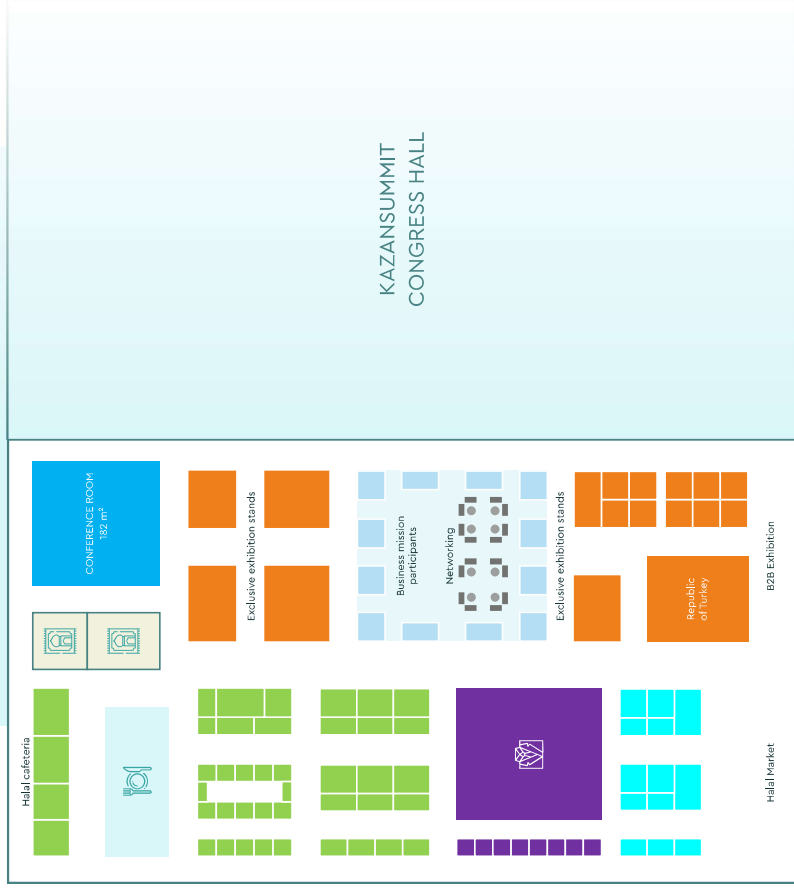 KAZANSUMMIT
CONGRESS HALL
CONFERENCE ROOM
182 m²
Exclusive exhibition stands
Business mission
participants
Networking
Exclusive exhibition stands
Republic
of Turkey
B2B Exhibition
Halal cafeteria
Halal Market